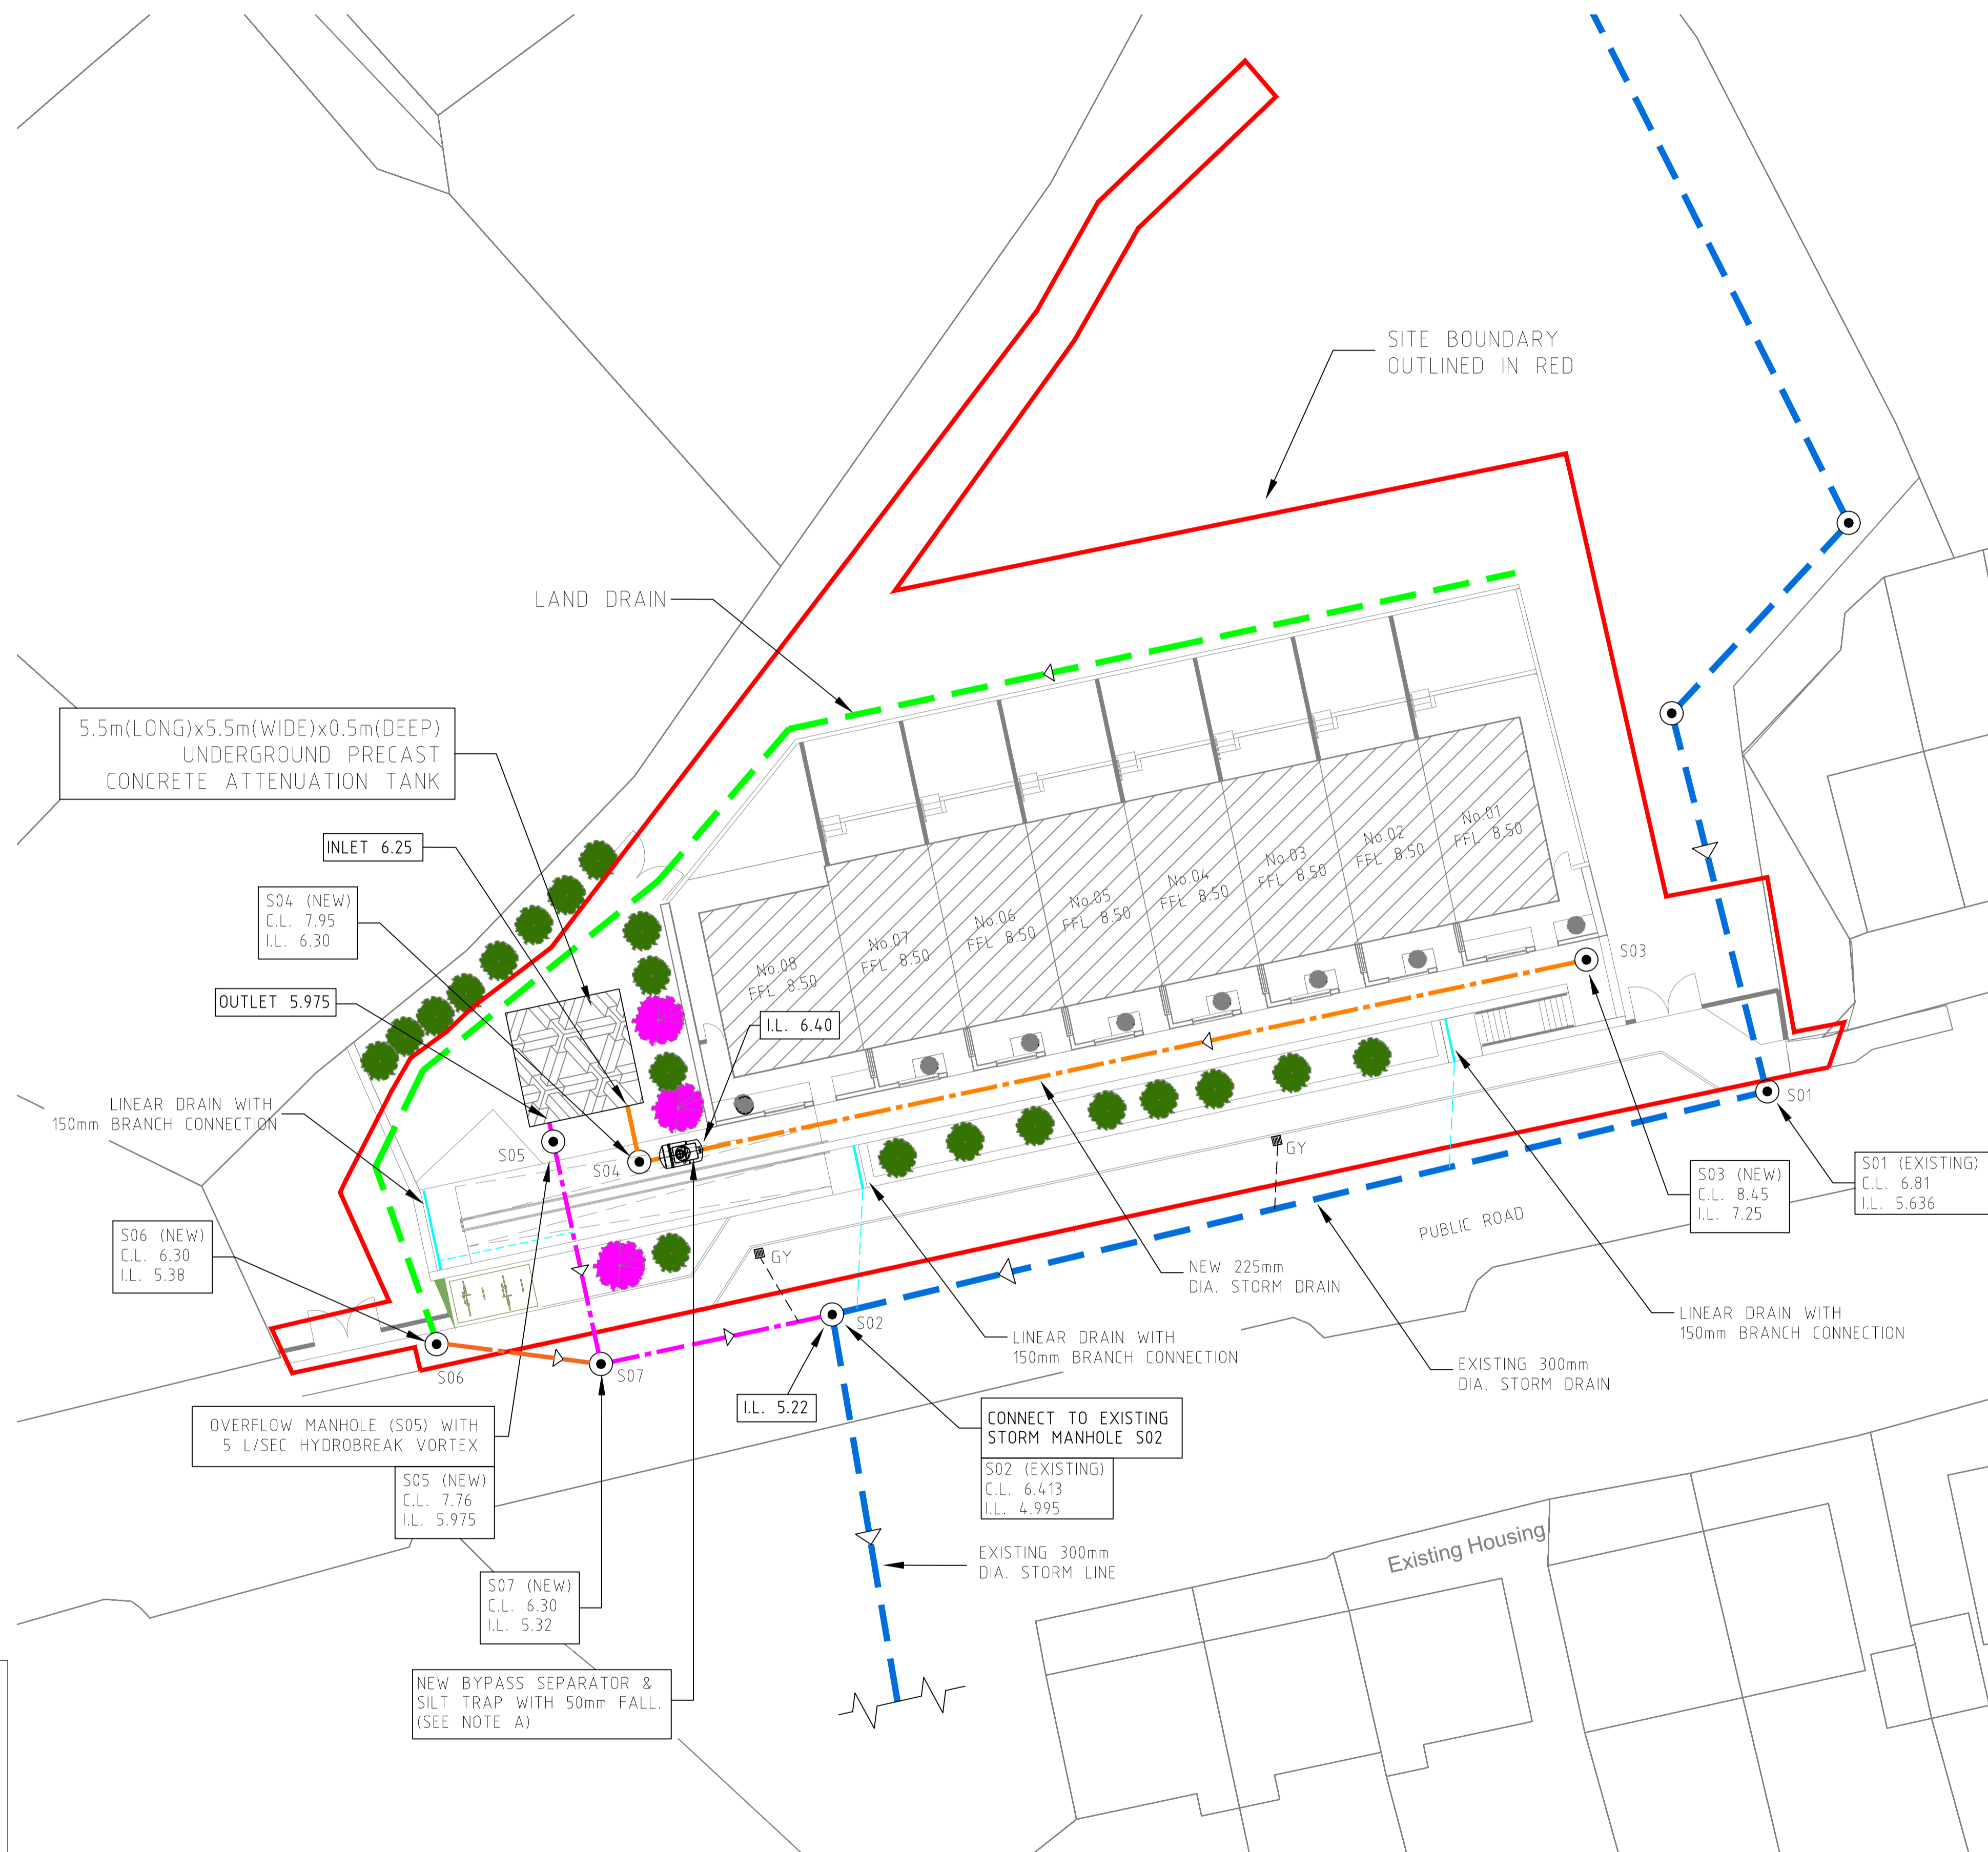 SITE BOUNDARY
OUTLINED IN RED
LAND DRAIN
5.5m(LONG)x5.5m(WIDE)x0.5m(DEEP)
UNDERGROUND PRECAST
CONCRETE ATTENUATION TANK
INLET 6.25
S04 (NEW)
C.L. 7.95
I.L. 6.30
OUTLET 5.975
I.L. 6.40
No.01
FFL 8.50
No.02
FFL 8.50
No.03
FFL 8.50
No.04
FFL 8.50
No.05
FFL 8.50
No.06
FFL 8.50
No.07
FFL 8.50
No.08
FFL 8.50
S03
S01
LINEAR DRAIN WITH
150mm BRANCH CONNECTION
S05
S04
GY
S03 (NEW)
C.L. 8.45
I.L. 7.25
S01 (EXISTING)
C.L. 6.81
I.L. 5.636
S06 (NEW)
C.L. 6.30
I.L. 5.38
GY
PUBLIC ROAD
NEW 225mm
DIA. STORM DRAIN
LINEAR DRAIN WITH
150mm BRANCH CONNECTION
S02
LINEAR DRAIN WITH
150mm BRANCH CONNECTION
EXISTING 300mm
DIA. STORM DRAIN
S06
S07
I.L. 5.22
OVERFLOW MANHOLE (S05) WITH
5 L/SEC HYDROBREAK VORTEX
S05 (NEW)
C.L. 7.76
I.L. 5.975
CONNECT TO EXISTING
STORM MANHOLE S02
S02 (EXISTING)
C.L. 6.413
I.L. 4.995
EXISTING 300mm
DIA. STORM LINE
Existing Housing
S07 (NEW)
C.L. 6.30
I.L. 5.32
NEW BYPASS SEPARATOR &
SILT TRAP WITH 50mm FALL.
(SEE NOTE A)